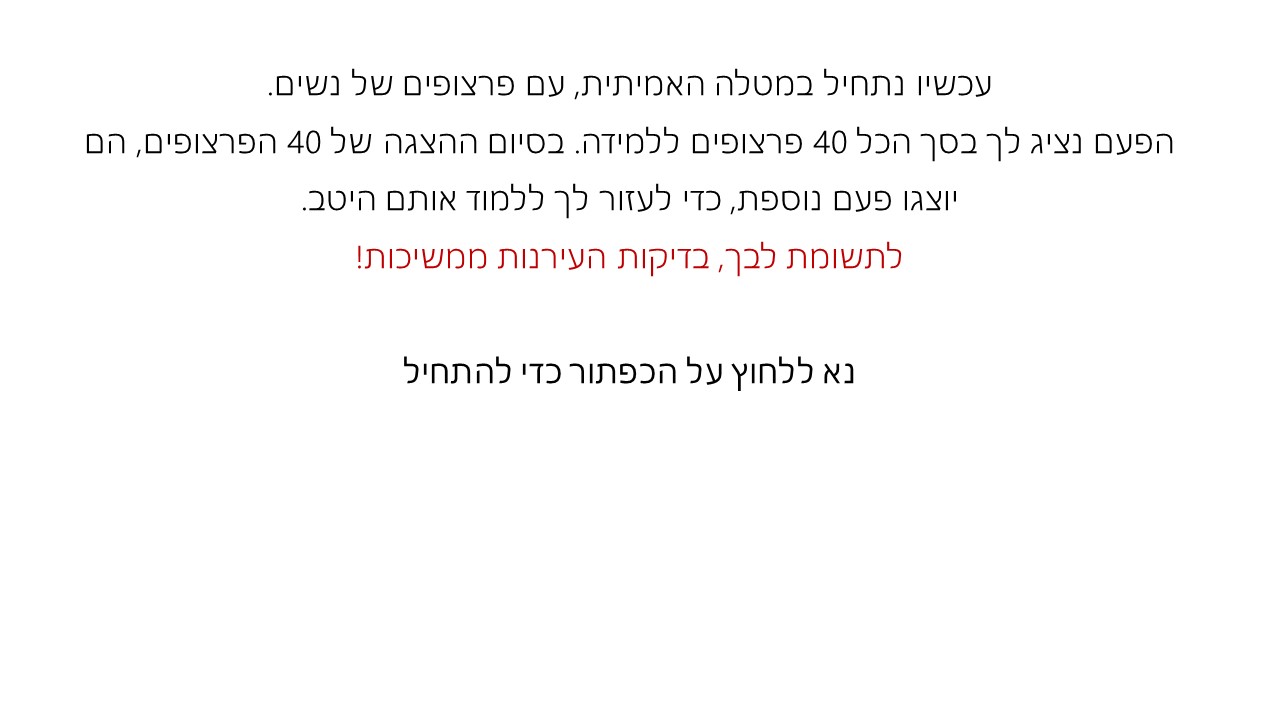 עכשיו נתחיל במטלה האמיתית, עם פרצופים של נשים.
הפעם נציג לך בסך הכל 40 פרצופים ללמידה. בסיום ההצגה של 40 הפרצופים, הם
יוצגו פעם נוספת, כדי לעזור לך ללמוד אותם היטב.
לתשומת לבך, בדיקות העירנות ממשיכות!
נא ללחוץ על הכפתור כדי להתחיל